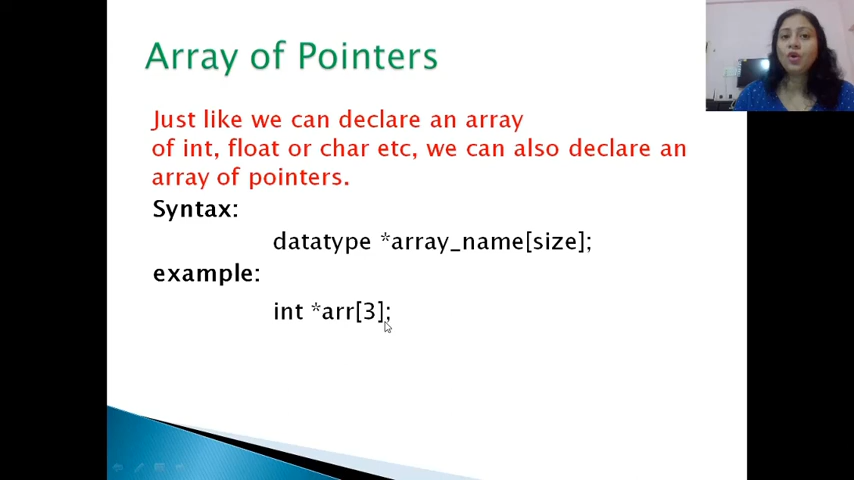 Array of Pointers
Just like we can declare an array
of int, float or char etc, we can also declare an
array of pointers.
Syntax:
datatype *array_name[size];
example:
int *arr[3];